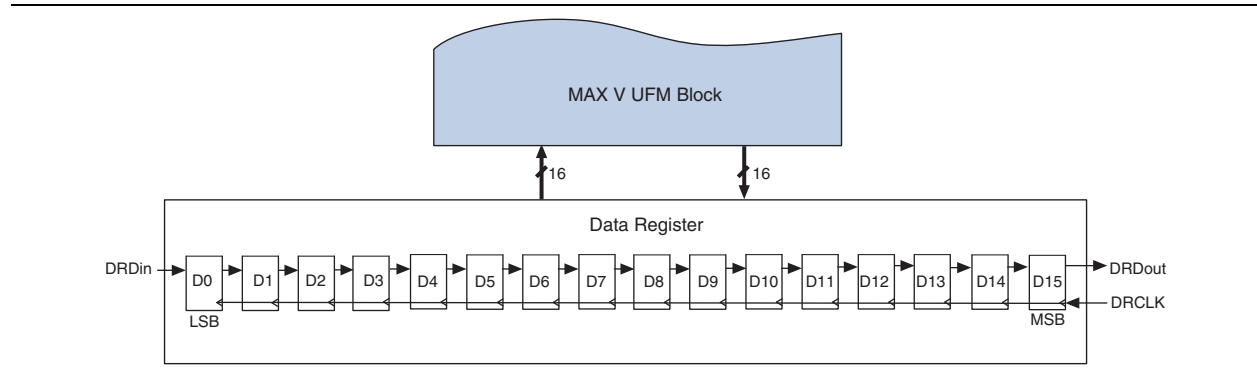 MAX V UFM Block
16
16
Data Register
DRDin
D0
D1
D2
D3
D4
D5
D6
D7
D8
D9
D10
D11
D12
D13
D14
D15
DRDout
DRCLK
LSB
MSB